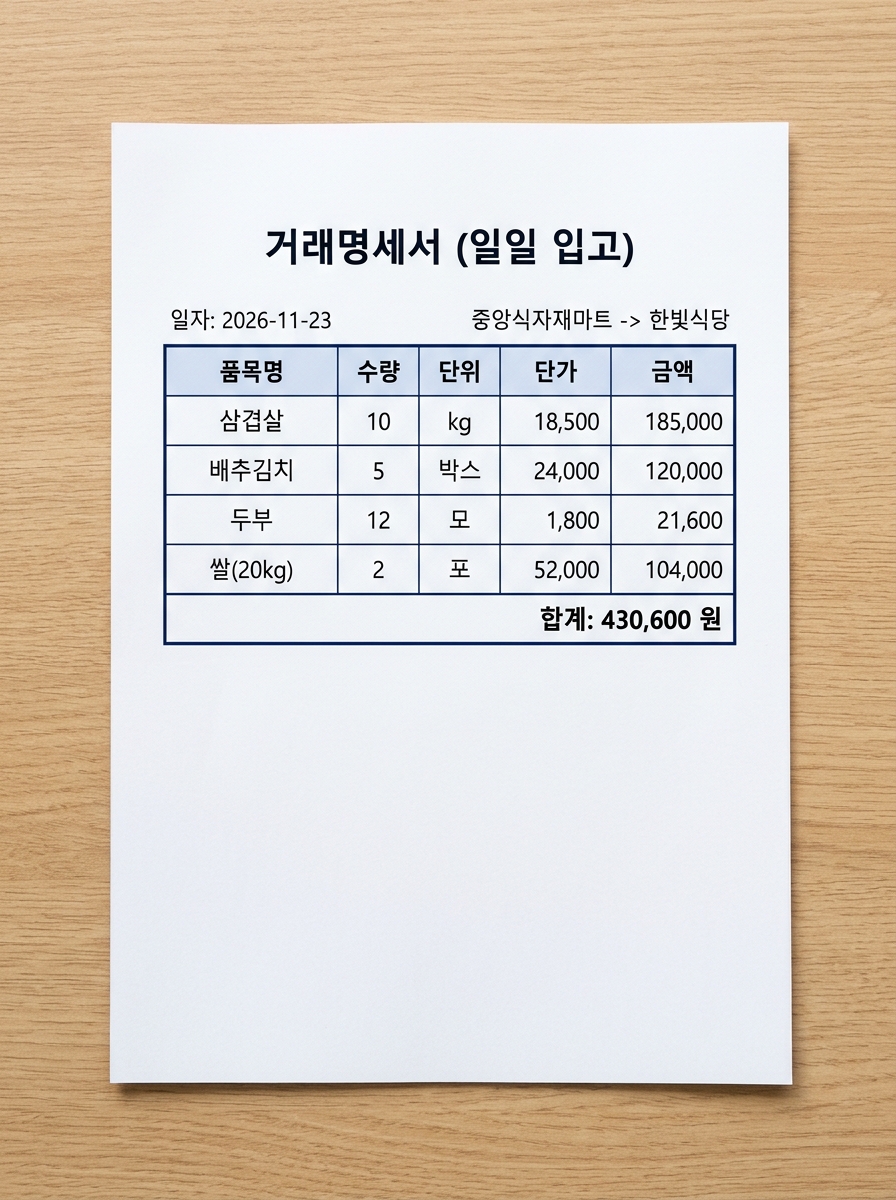 거래명세서 (일일 입고)
일자: 2026-11-23 중앙식자재마트 -> 한빛식당
품목명 수량 단위 단가 금액
삼겹살 10 kg 18,500 185,000
배추김치 5 박스 24,000 120,000
두부 12 모 1,800 21,600
쌀(20kg) 2 포 52,000 104,000
합계: 430,600 원